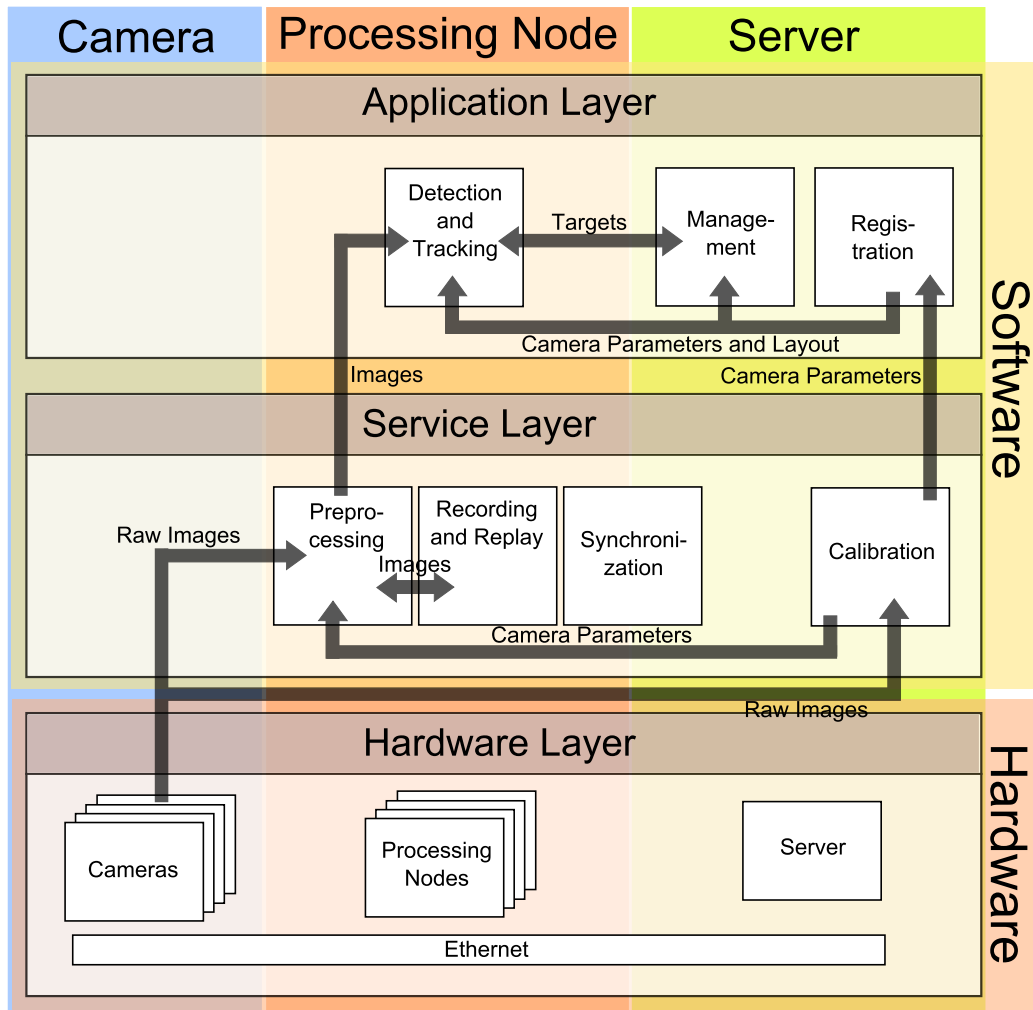 Camera
Processing Node
Server
Application Layer
Detection
and
Tracking
Targets
Manage-
ment
Regis-
tration
Camera Parameters and Layout
Images
Camera Parameters
Software
Service Layer
Raw Images
Prepro-
cessing
Recording
and Replay
Images
Synchroni-
zation
Calibration
Camera Parameters
Raw Images
Hardware Layer
Hardware
Cameras
Processing
Nodes
Server
Ethernet